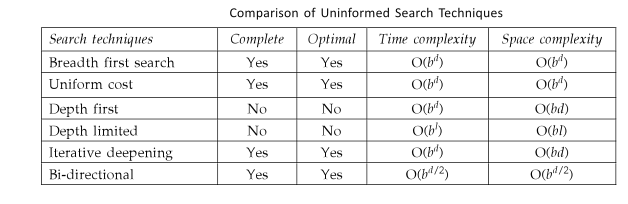 Comparison of Uninformed Search Techniques
Search techniques Complete Optimal Time complexity Space complexity
Breadth first search Yes Yes O(b^d) O(b^d)
Uniform cost Yes Yes O(b^d) O(b^d)
Depth first No No O(b^d) O(bd)
Depth limited No No O(b^l) O(bl)
Iterative deepening Yes Yes O(b^d) O(bd)
Bi-directional Yes Yes O(b^d/2) O(b^d/2)